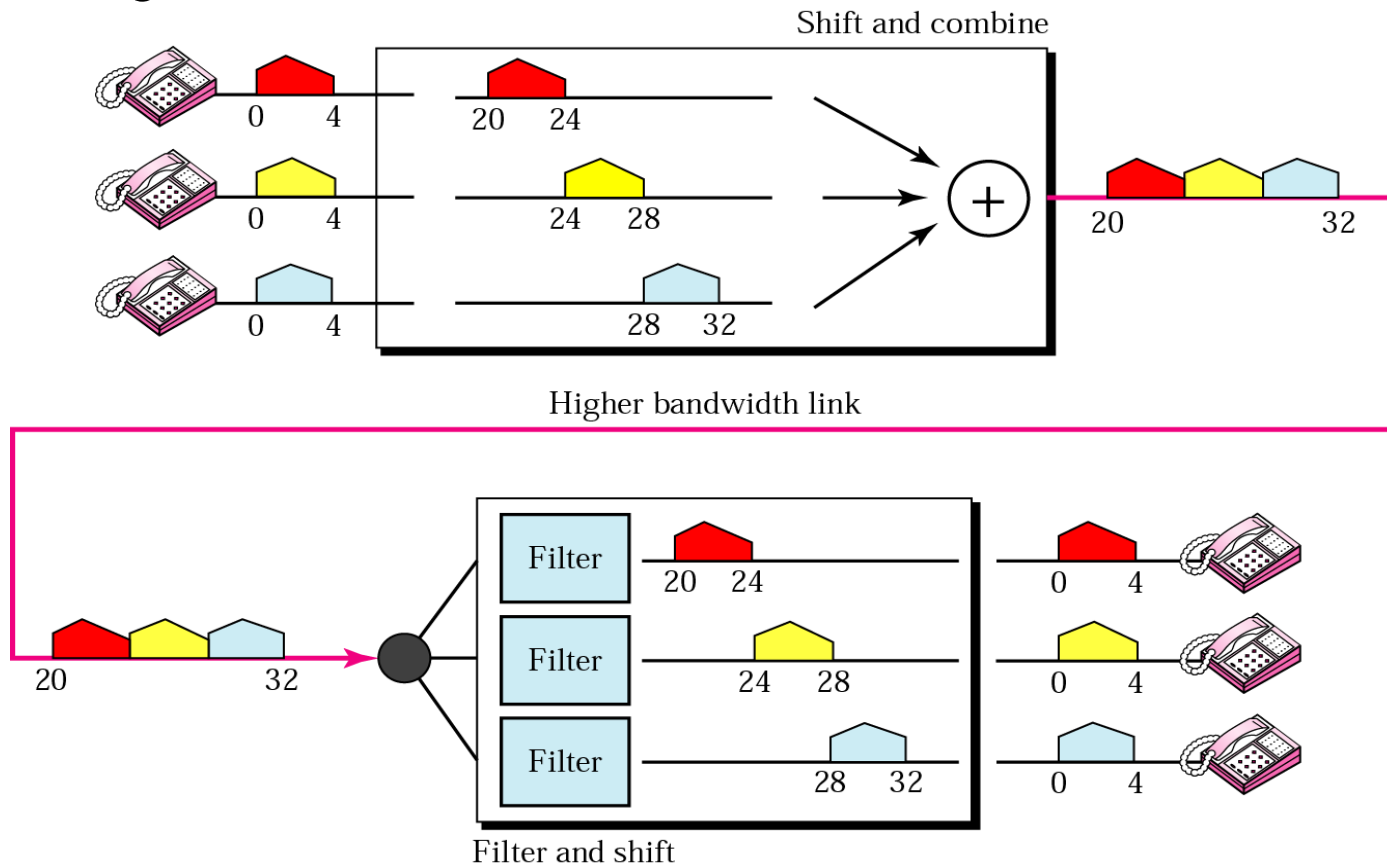 Shift and combine
0 4 20 24
0 4 24 28 + 20 32
0 4 28 32
Higher bandwidth link
Filter 20 24 0 4
20 32 Filter 24 28 0 4
Filter 28 32 0 4
Filter and shift